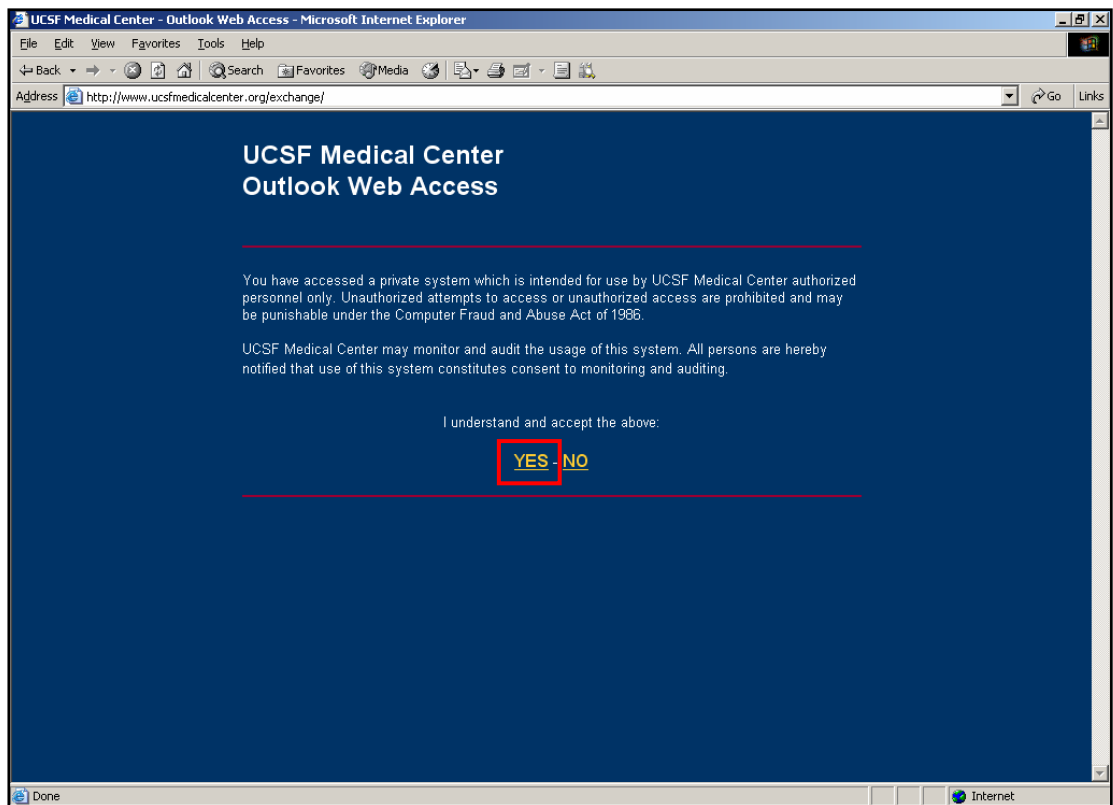 UCSF Medical Center - Outlook Web Access - Microsoft Internet Explorer
File Edit View Favorites Tools Help
Back Search Favorites Media
Address http://www.ucsfmedicalcenter.org/exchange/ Go Links
UCSF Medical Center
Outlook Web Access
You have accessed a private system which is intended for use by UCSF Medical Center authorized
personnel only. Unauthorized attempts to access or unauthorized access are prohibited and may
be punishable under the Computer Fraud and Abuse Act of 1986.
UCSF Medical Center may monitor and audit the usage of this system. All persons are hereby
notified that use of this system constitutes consent to monitoring and auditing.
I understand and accept the above:
YES - NO
Done Internet